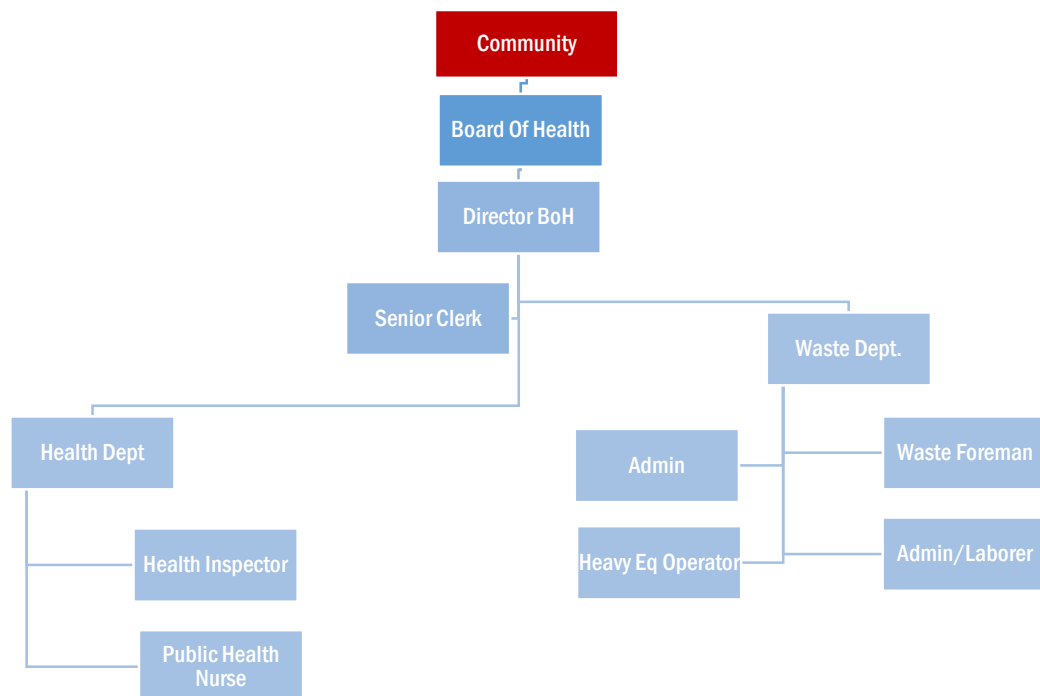 Community
Board Of Health
Director BoH
Senior Clerk
Waste Dept.
Health Dept
Admin
Waste Foreman
Health Inspector
Heavy Eq Operator
Admin/Laborer
Public Health
Nurse